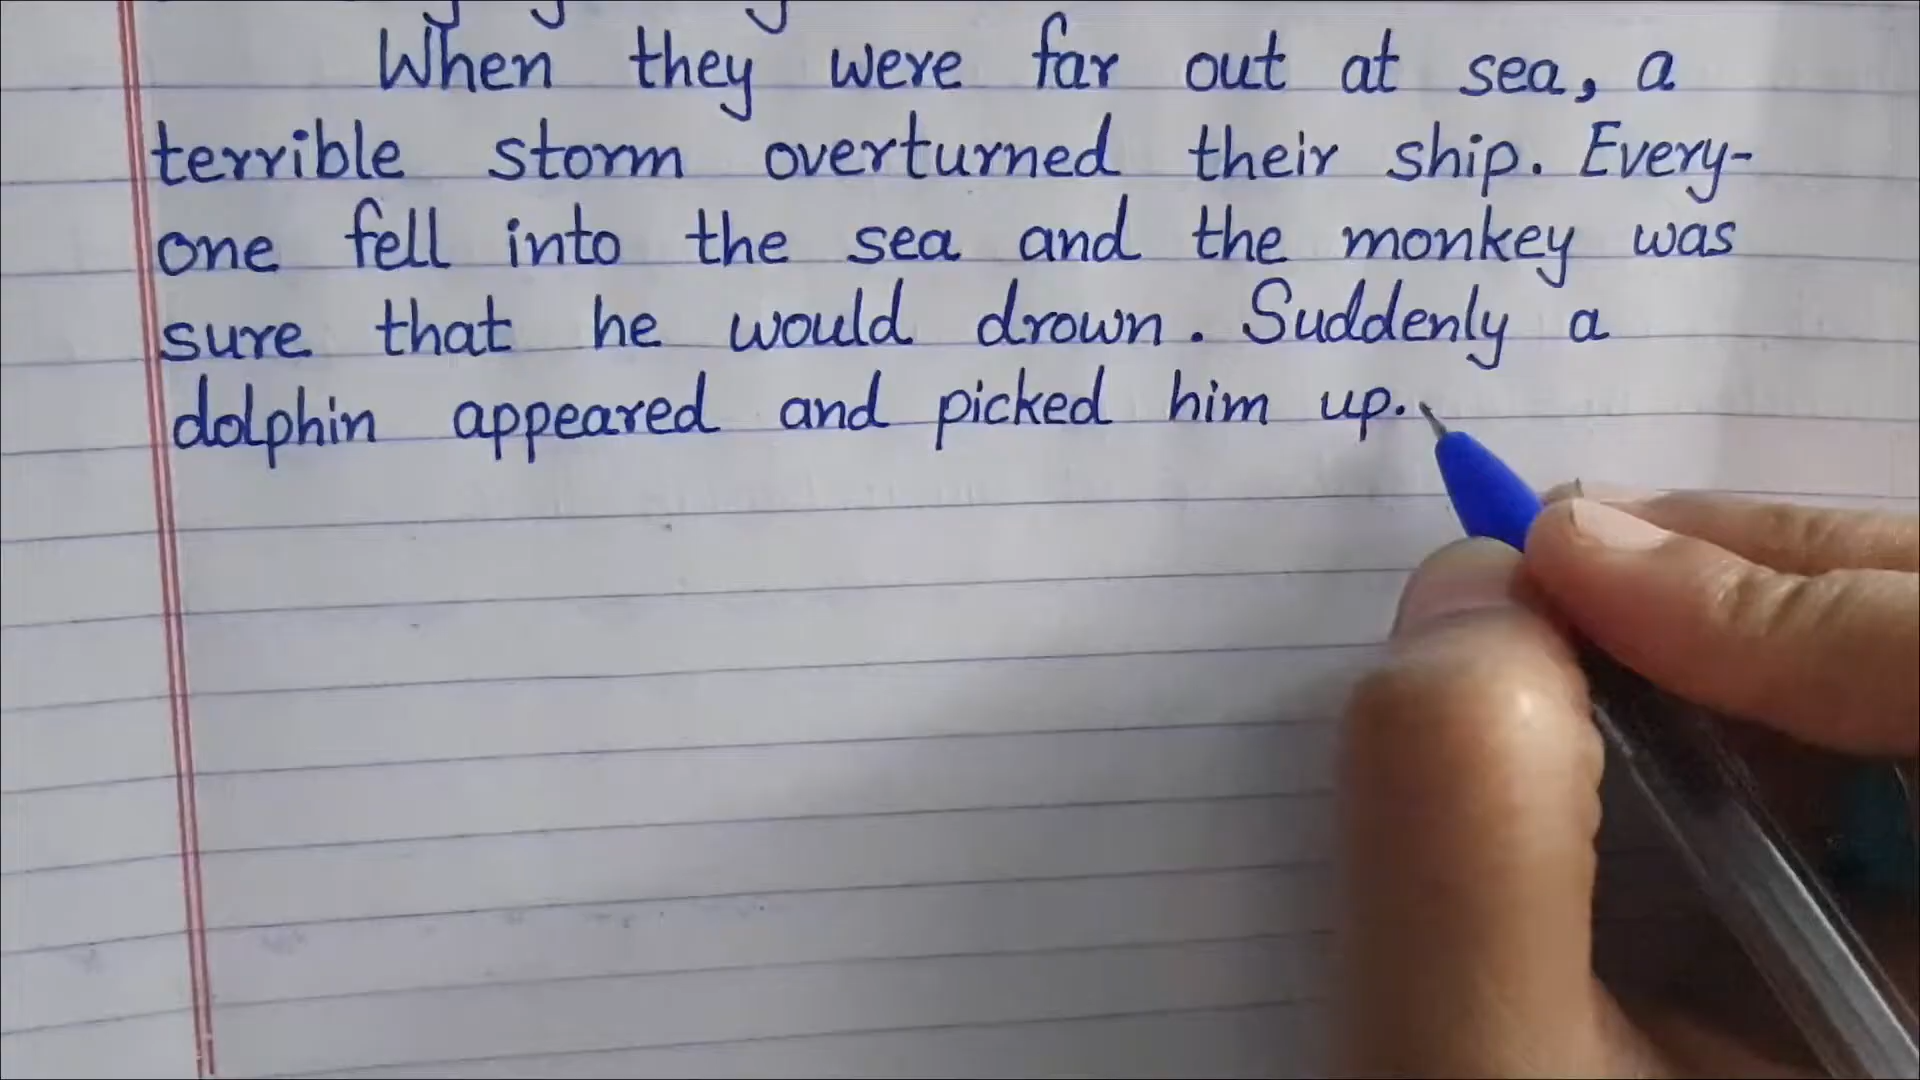 When they were far out at sea, a
terrible storm overturned their ship. Every-
one fell into the sea and the monkey was
sure that he would drown. Suddenly a
dolphin appeared and picked him up.